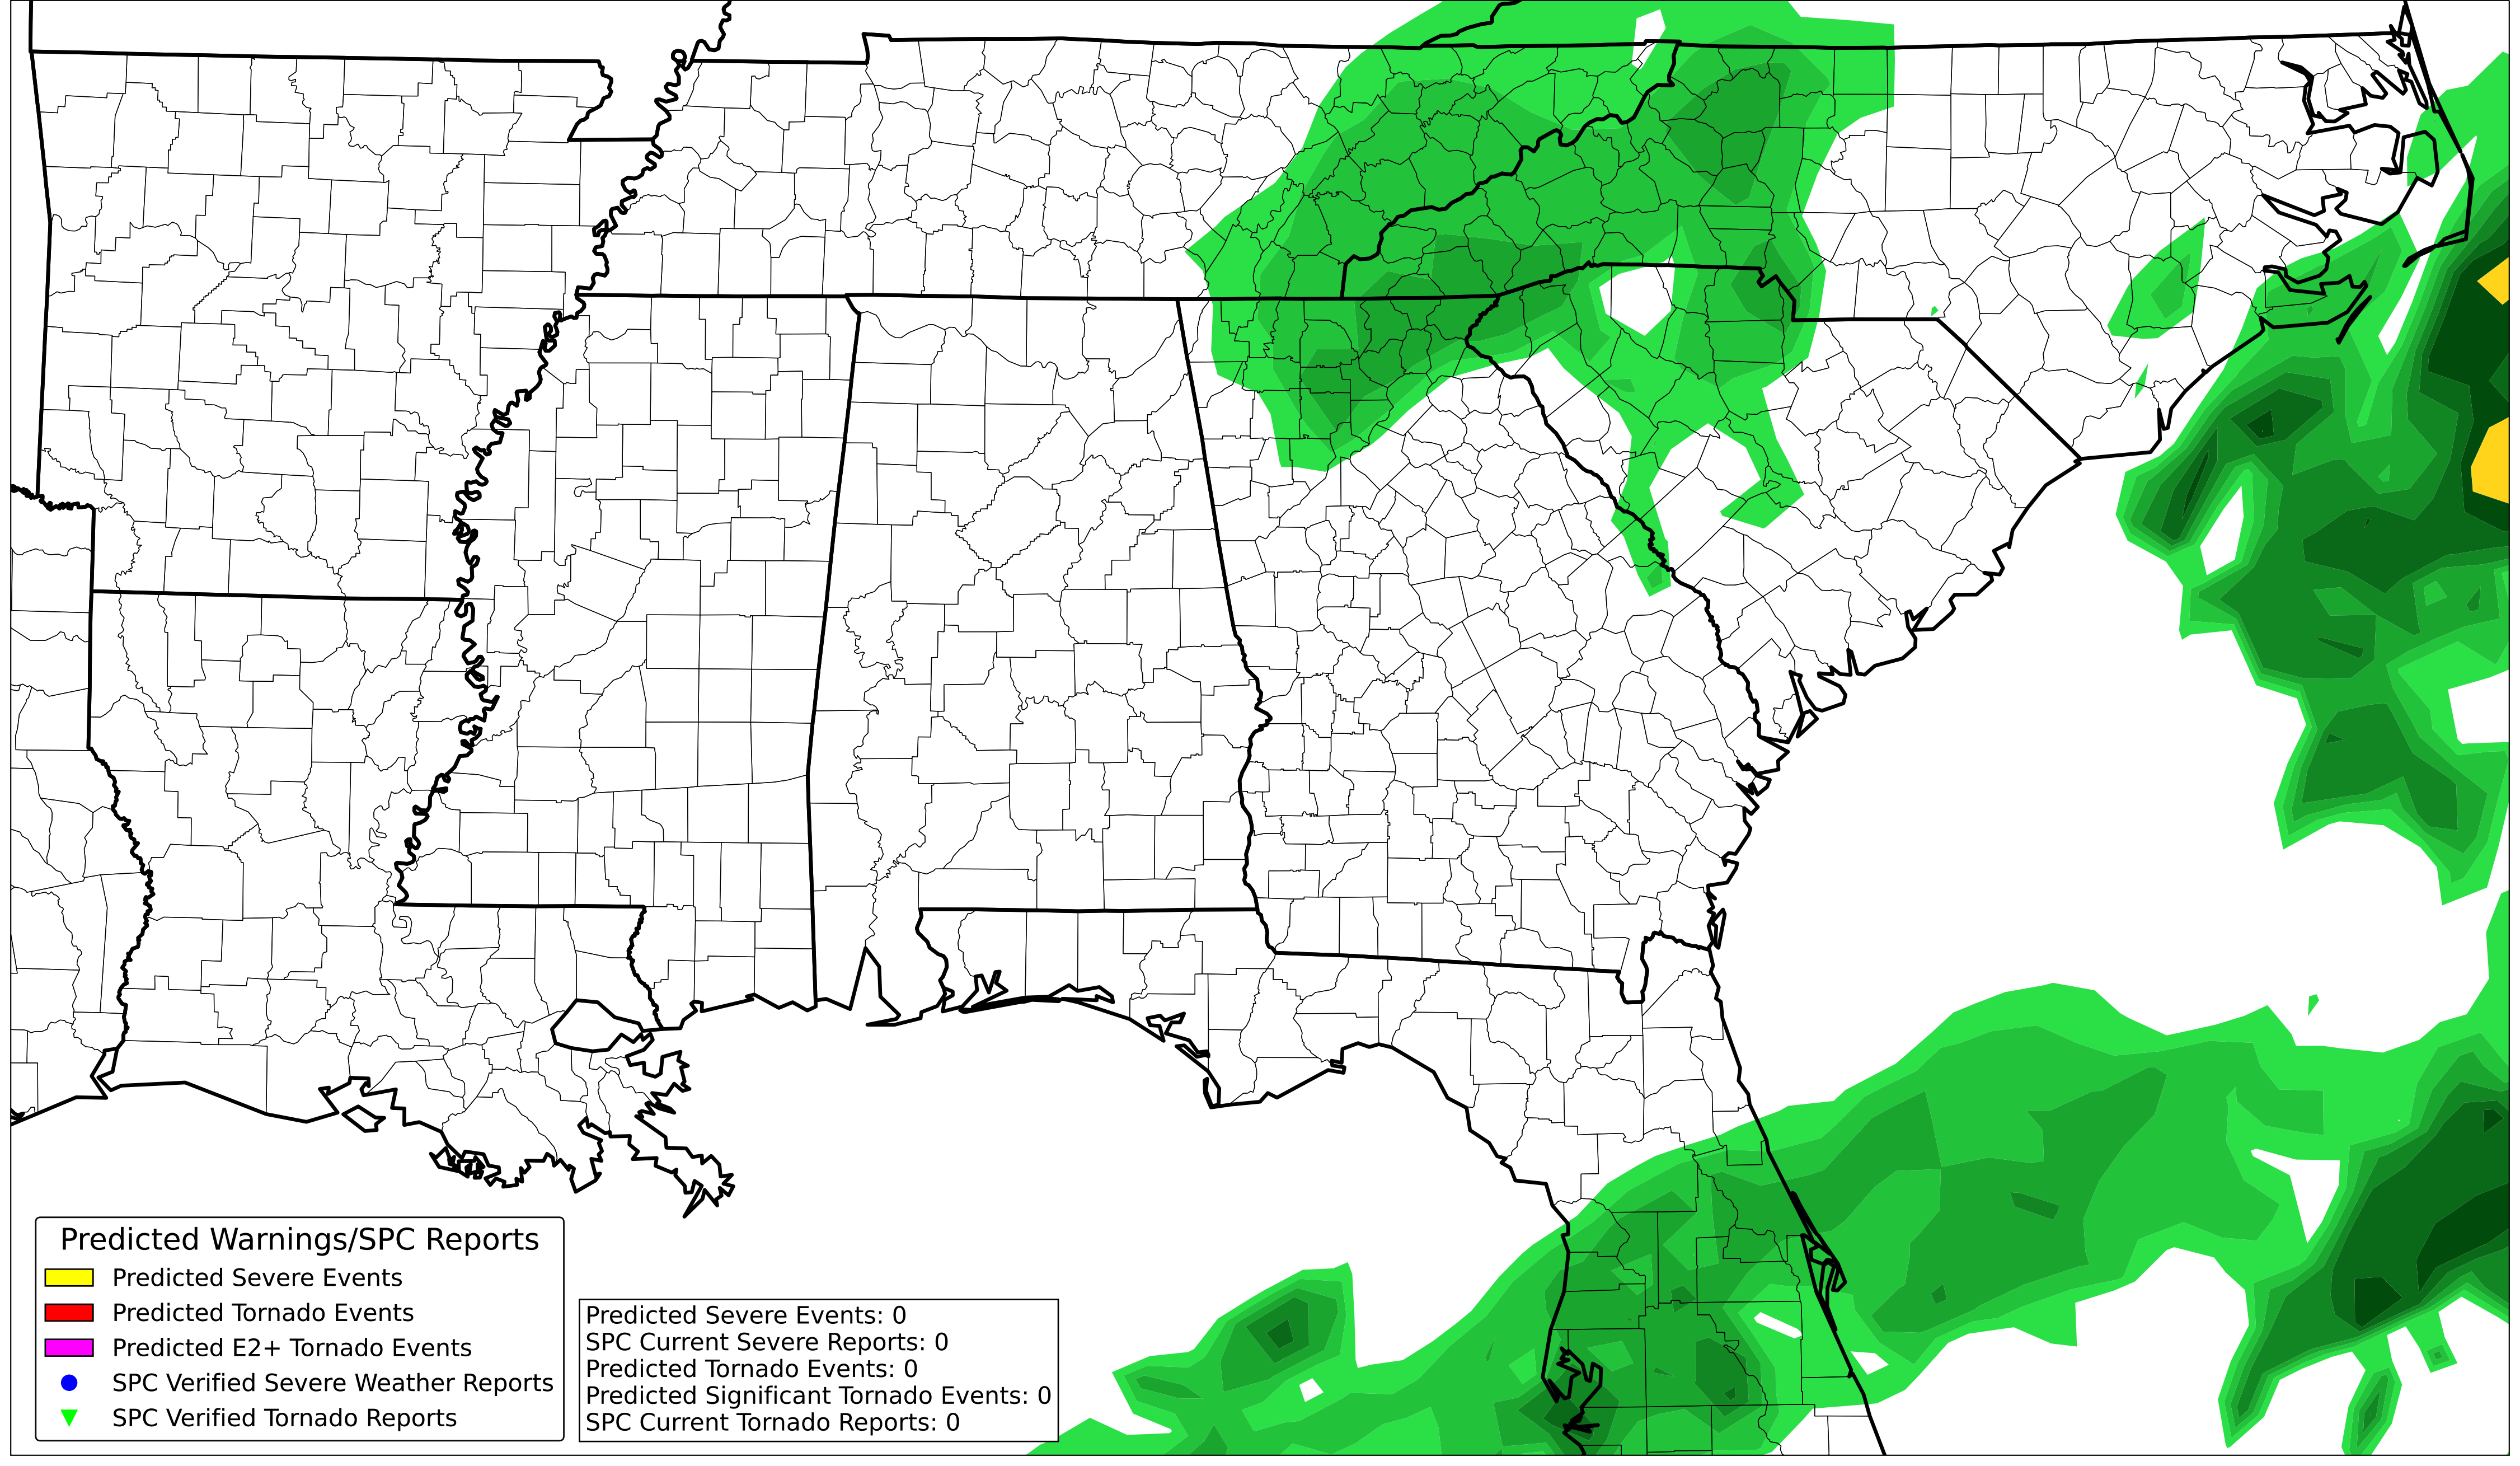 Predicted Warnings/SPC Reports
Predicted Severe Events
Predicted Tornado Events
Predicted E2+ Tornado Events
SPC Verified Severe Weather Reports
SPC Verified Tornado Reports
Predicted Severe Events: 0
SPC Current Severe Reports: 0
Predicted Tornado Events: 0
Predicted Significant Tornado Events: 0
SPC Current Tornado Reports: 0